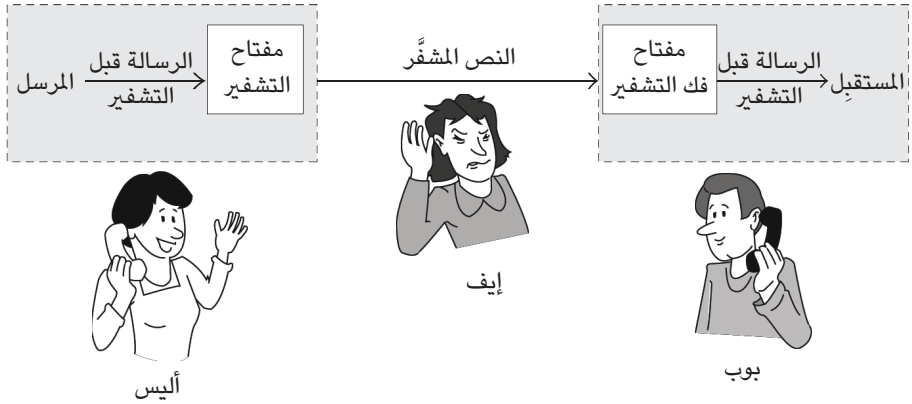 المرسل
الرسالة قبل
التشفير
مفتاح
التشفير
النص المشفَّر
مفتاح
فك التشفير
الرسالة قبل
التشفير
المستقبِل
أليس
إيف
بوب